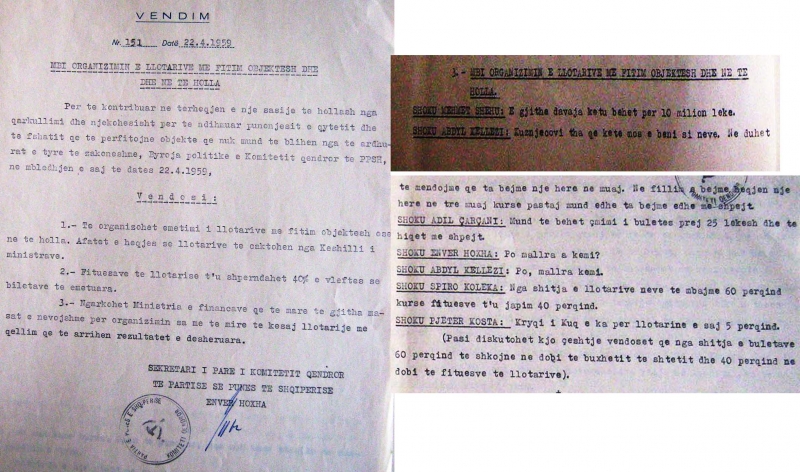 VENDIM
Nr. 151 Datë 22.4.1959
MBI ORGANIZIMIN E LLOTARIVE ME FITIM OBJEKTESH DHE
DHE NE TE HOLLA
Per te kontribuar ne terheqjen e nje sasije te hollash nga
qarkullimi dhe njekohesisht per te ndihmuar punonjesit e qytetit dhe
te fshatit qe te perfitojne objekte qe nuk mund te blihen nga te ardhu-
rat e tyre te zakoneshme, Byroja politike e Komitetit qendror te PPSH,
ne mbledhjen e saj te dates 22.4.1959,
Vendosi:
1.- Te organizohet sistemi i llotarive me fitim objektesh ose
ne te holla. Afatet e heqjes se llotarive te caktohen nga Keshilli i
ministrave.
2.- Fituesve te llotarise t'u shperndahet 40% e vleftes se
biletave te emetuara.
3.- Ngarkohet Ministria e financave qe te mare te gjitha ma-
sat e nevojshme per organizimin sa me te mire te kesaj llotarije me
qellim qe te arrihen rezultatet e desheruara.
SEKRETARI I PARE I KOMITETIT QENDROR
TE PARTISE SE PUNES TE SHQIPERISE
ENVER HOXHA
3.- MBI ORGANIZIMIN E LLOTARIVE ME FITIM OBJEKTESH DHE NE TE
HOLLA.
SHOKU MEHMET SHEHU: E gjithe davaja ketu behet per 10 milion leke.
SHOKU ABDYL KELLEZI: Kuznjecovi tha qe kete mos e beni si neve. Ne duhet
te mendojme qe ta bejme nje here ne muaj. Ne fillim a bejme heqjen nje
here ne tre muaj kurse pastaj mund edhe ta bejme edhe me shpejt.
SHOKU ADIL ÇARÇANI: Mund te behet çmimi i buletes prej 25 lekesh dhe te
hiqet me shpejt.
SHOKU ENVER HOXHA: Po mallra a kemi?
SHOKU ABDYL KELLEZI: Po, mallra kemi.
SHOKU SPIRO KOLEKA: Nga shitja e llotarive neve te mbajme 60 perqind
kurse fituesve t'u japim 40 perqind.
SHOKU PJETER KOSTA: Kryqi i Kuq e ka per llotarine e saj 5 perqind.
(Pasi diskutohet kjo çeshtje vendoset qe nga shitja e buletave
60 perqind te shkojne ne dobi te buxhetit te shtetit dhe 40 perqind ne
dobi te fituesve te llotarive).